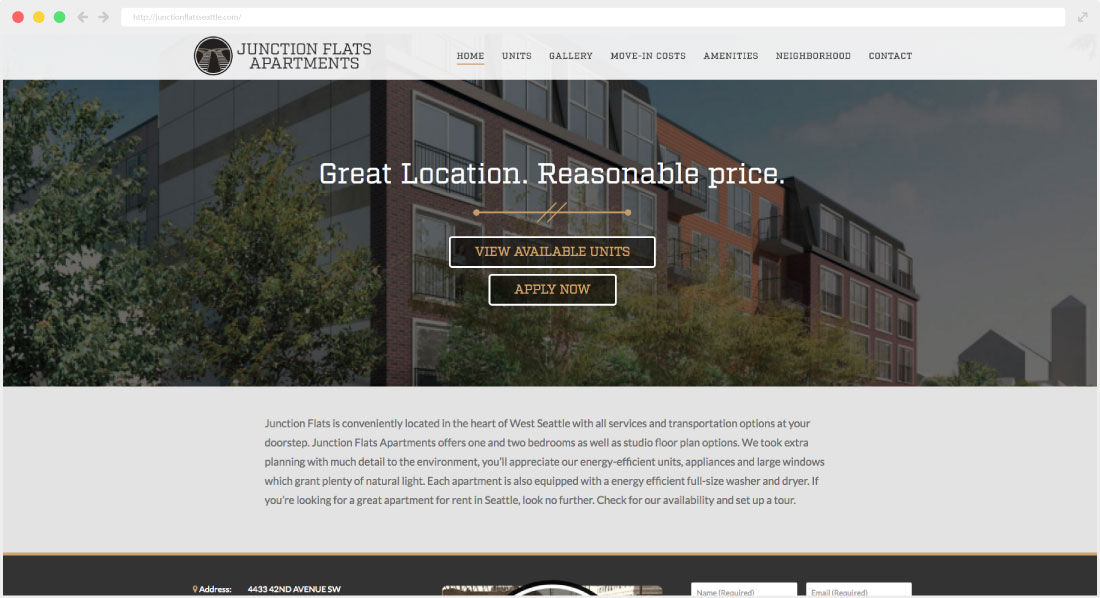 http://junctionflatsseattle.com/
JUNCTION FLATS
APARTMENTS
HOME UNITS GALLERY MOVE-IN COSTS AMENITIES NEIGHBORHOOD CONTACT
Great Location. Reasonable price.
VIEW AVAILABLE UNITS
APPLY NOW
Junction Flats is conveniently located in the heart of West Seattle with all services and transportation options at your
doorstep. Junction Flats Apartments offers one and two bedrooms as well as studio floor plan options. We took extra
planning with much detail to the environment, you'll appreciate our energy-efficient units, appliances and large windows
which grant plenty of natural light. Each apartment is also equipped with a energy efficient full-size washer and dryer. If
you're looking for a great apartment for rent in Seattle, look no further. Check for our availability and set up a tour.
Address: 4433 42ND AVENUE SW
Name (Required) Email (Required)